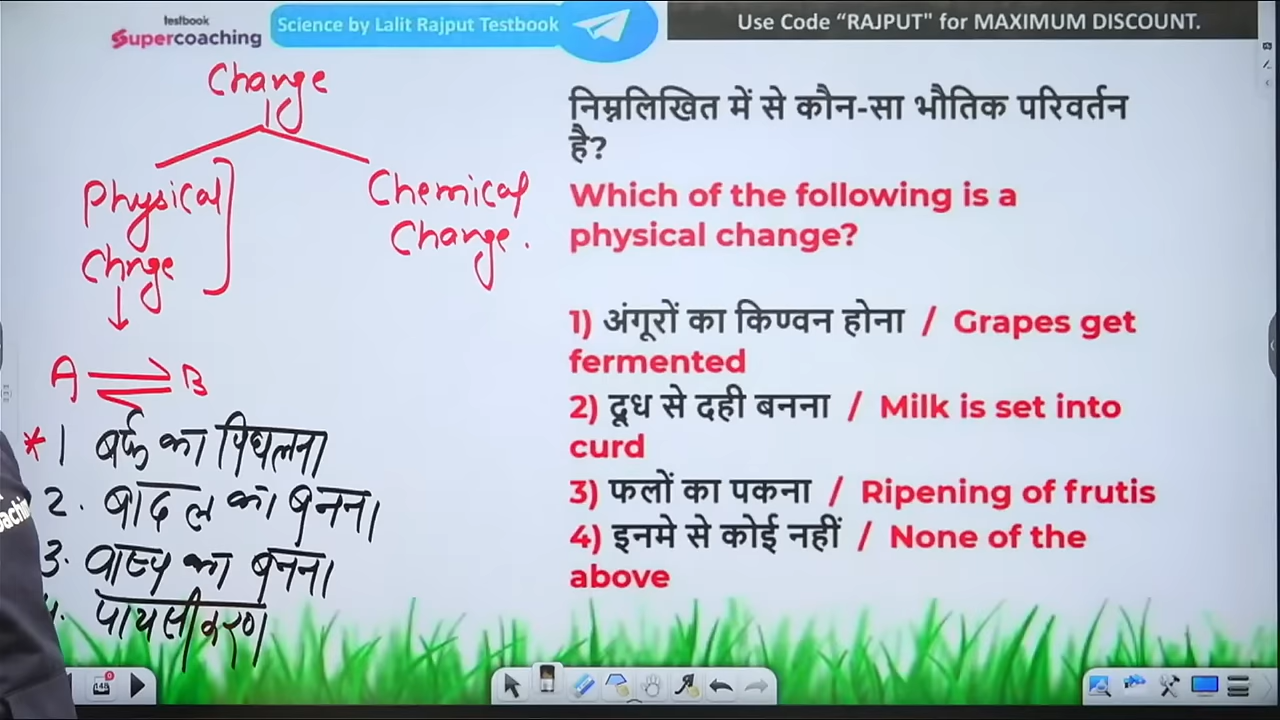 testbook
Supercoaching
Science by Lalit Rajput Testbook
Use Code “RAJPUT" for MAXIMUM DISCOUNT.
Change
Physical
Chnge
Chemical
Change.
A ⇌ B
*1 बर्फ का पिघलना
2. बादल का बनना
3. वाष्प का बनना
4. पायसीकरण
निम्नलिखित में से कौन-सा भौतिक परिवर्तन
है?
Which of the following is a
physical change?
1) अंगूरों का किण्वन होना / Grapes get
fermented
2) दूध से दही बनना / Milk is set into
curd
3) फलों का पकना / Ripening of frutis
4) इनमे से कोई नहीं / None of the
above
148